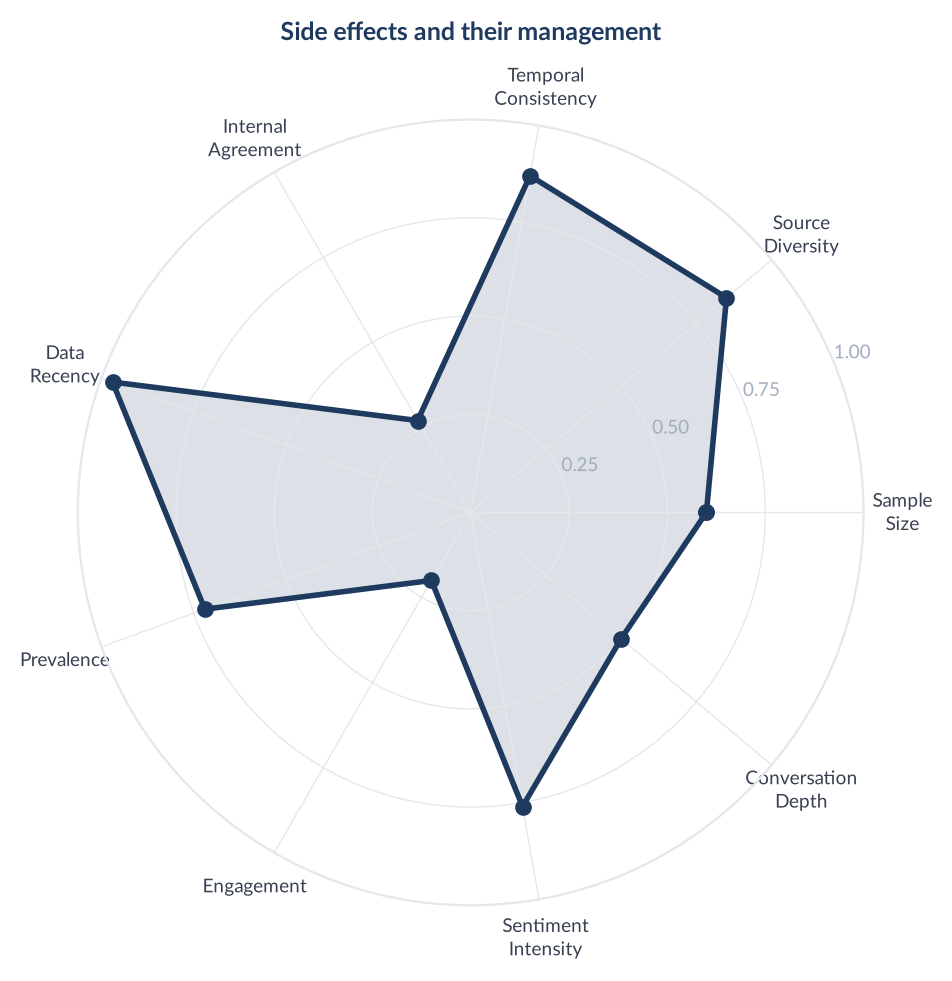 Side effects and their management
Temporal
Consistency
Internal
Agreement
Source
Diversity
Data
Recency
1.00
0.75
0.50
0.25
Sample
Size
Prevalence
Conversation
Depth
Engagement
Sentiment
Intensity